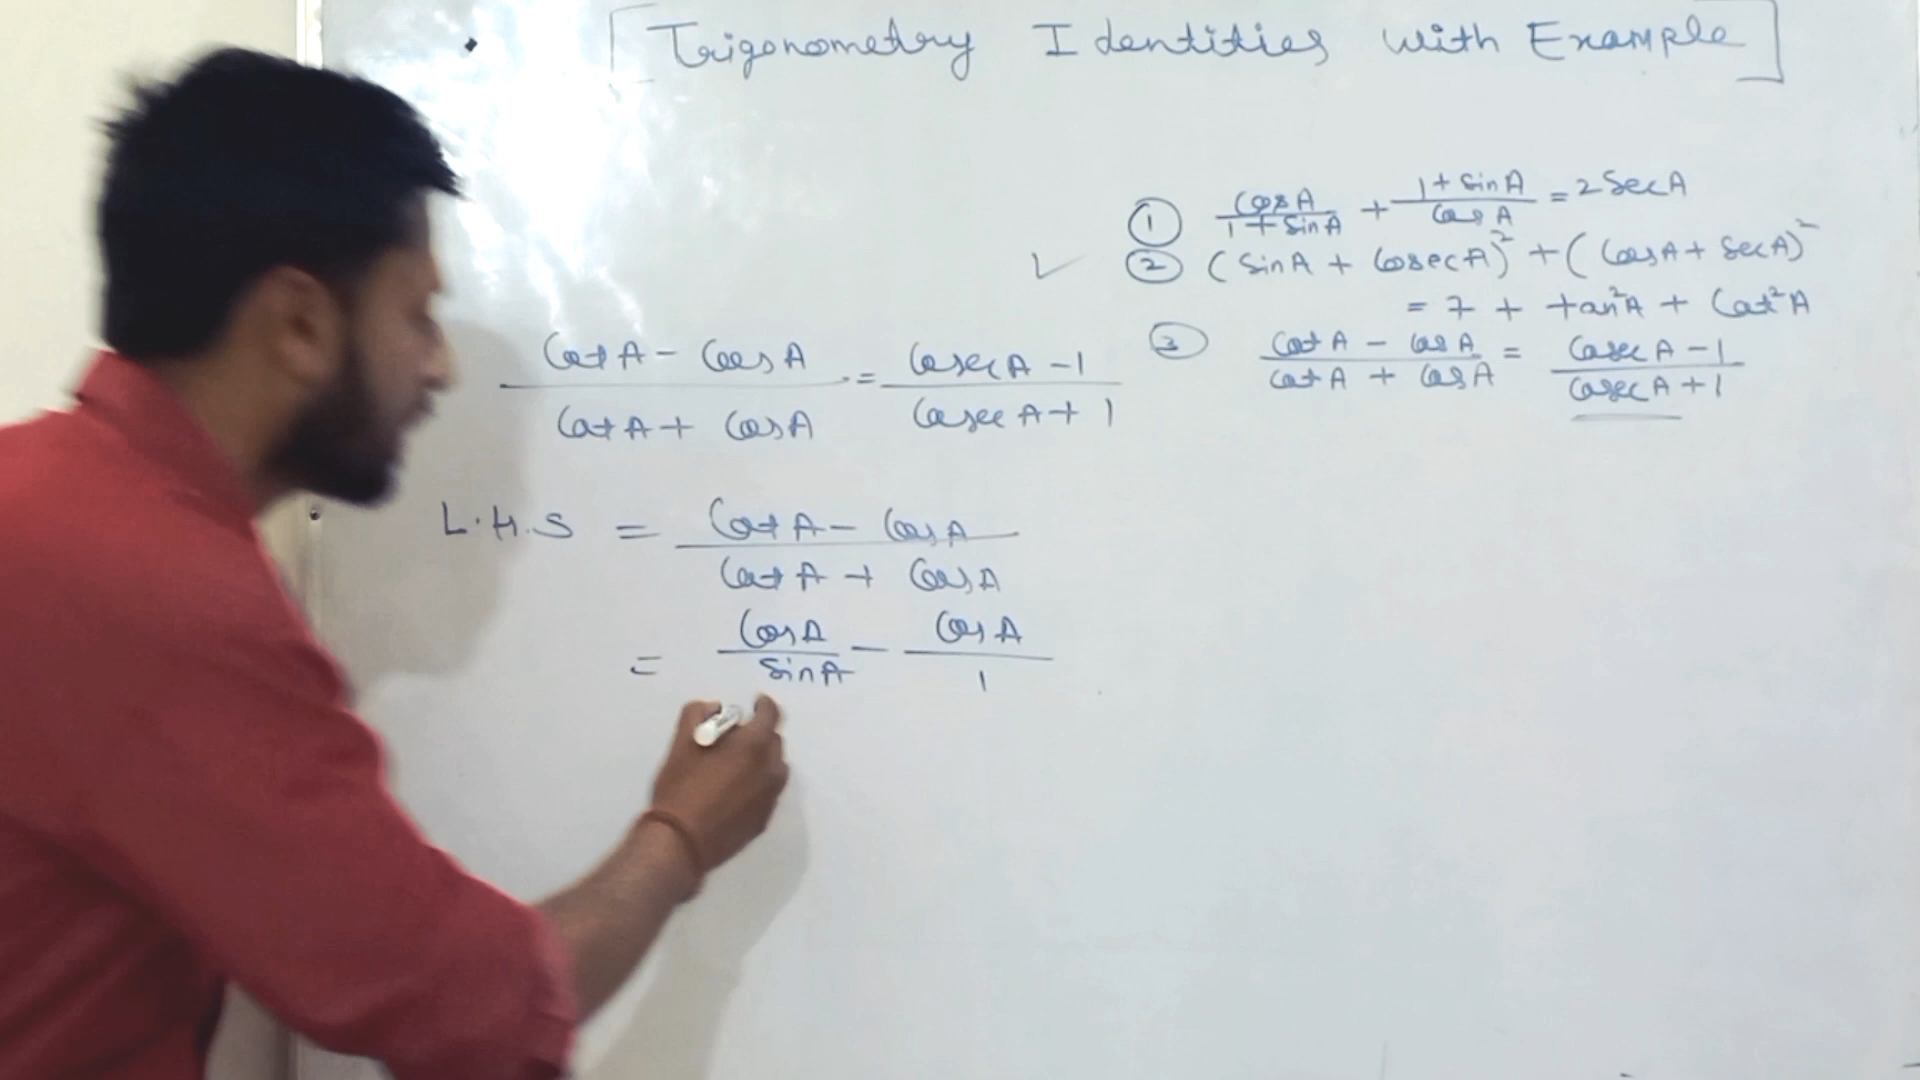 [Trigonometry Identities with Example]
① CosA/1+SinA + 1+sinA/CosA = 2SecA
② (SinA + CosecA)² + (CosA + SecA)²
= 7 + tan²A + Cot²A
③ CotA - CosA/CotA + CosA = CosecA-1/CosecA+1
CotA - CosA/CotA + CosA = CosecA-1/CosecA+1
L.H.S = CotA - CosA/CotA + CosA
= CosA/SinA - CosA/1